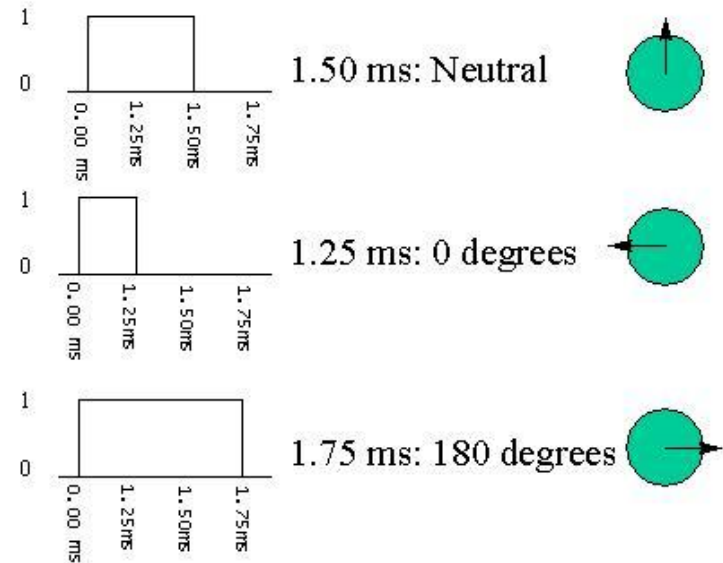 1
0
1.50 ms: Neutral
0.00 ms
1.25ms
1.50ms
1.75ms
1
0
1.25 ms: 0 degrees
0.00 ms
1.25ms
1.50ms
1.75ms
1
0
1.75 ms: 180 degrees
0.00 ms
1.25ms
1.50ms
1.75ms